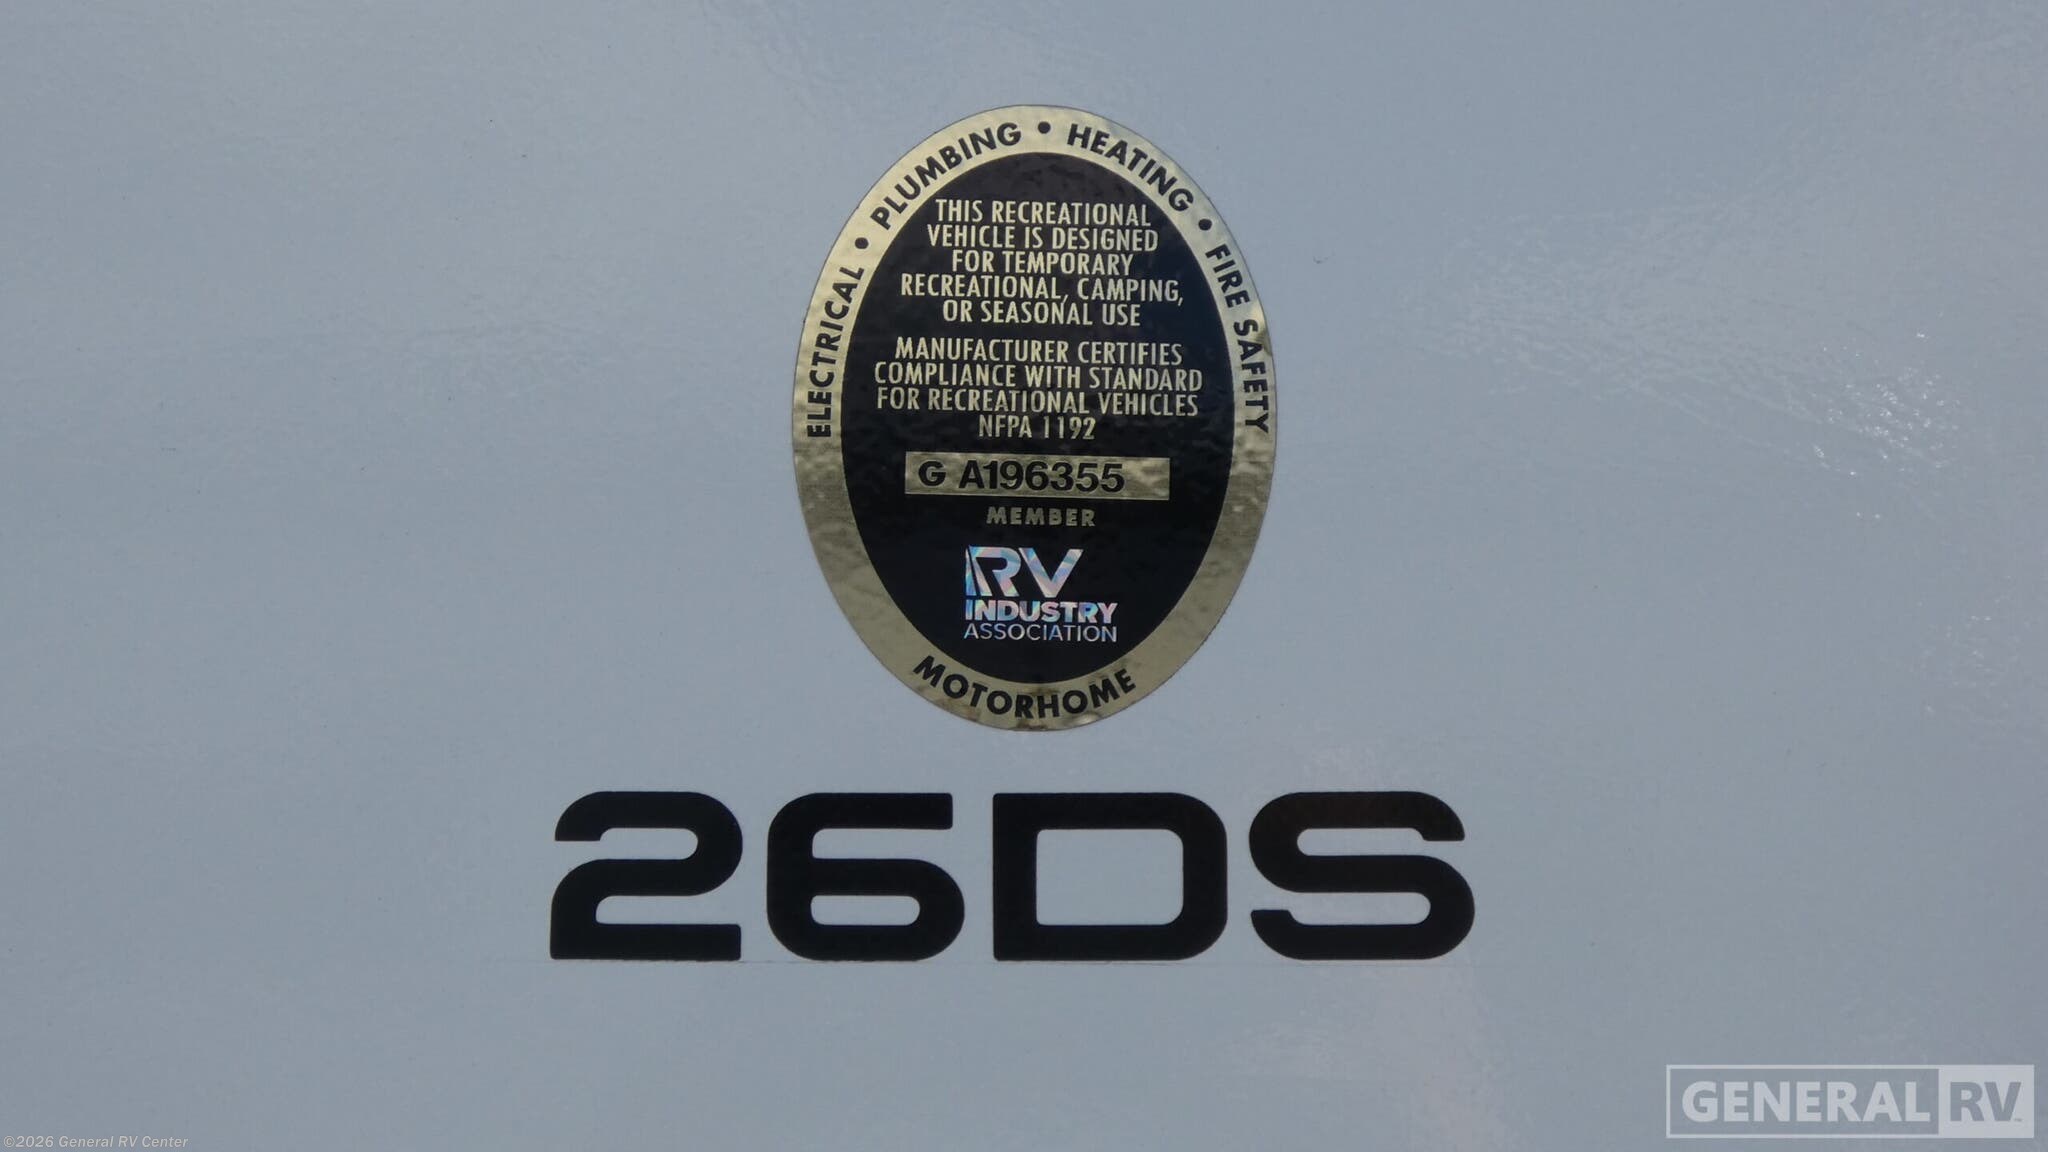 ELECTRICAL • PLUMBING • HEATING • FIRE SAFETY
THIS RECREATIONAL
VEHICLE IS DESIGNED
FOR TEMPORARY
RECREATIONAL, CAMPING,
OR SEASONAL USE
MANUFACTURER CERTIFIES
COMPLIANCE WITH STANDARD
FOR RECREATIONAL VEHICLES
NFPA 1192
G A196355
MEMBER
RV
INDUSTRY
ASSOCIATION
MOTORHOME
26DS
GENERAL RV
©2026 General RV Center